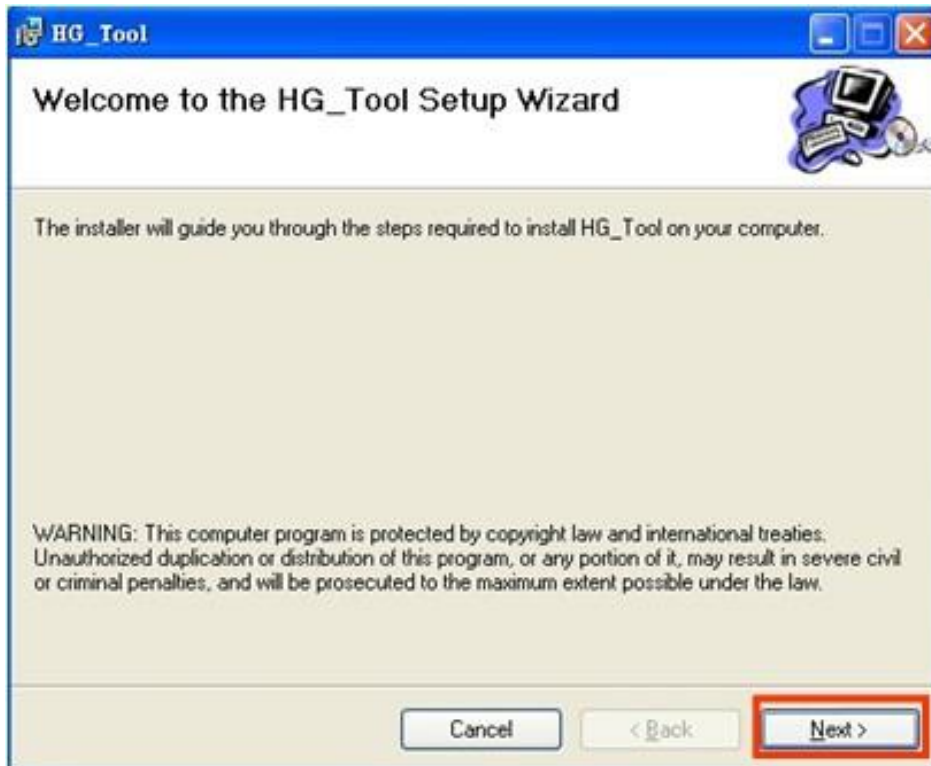 HG_Tool
Welcome to the HG_Tool Setup Wizard
The installer will guide you through the steps required to install HG_Tool on your computer.
WARNING: This computer program is protected by copyright law and international treaties.
Unauthorized duplication or distribution of this program, or any portion of it, may result in severe civil
or criminal penalties, and will be prosecuted to the maximum extent possible under the law.
Cancel
< Back
Next >